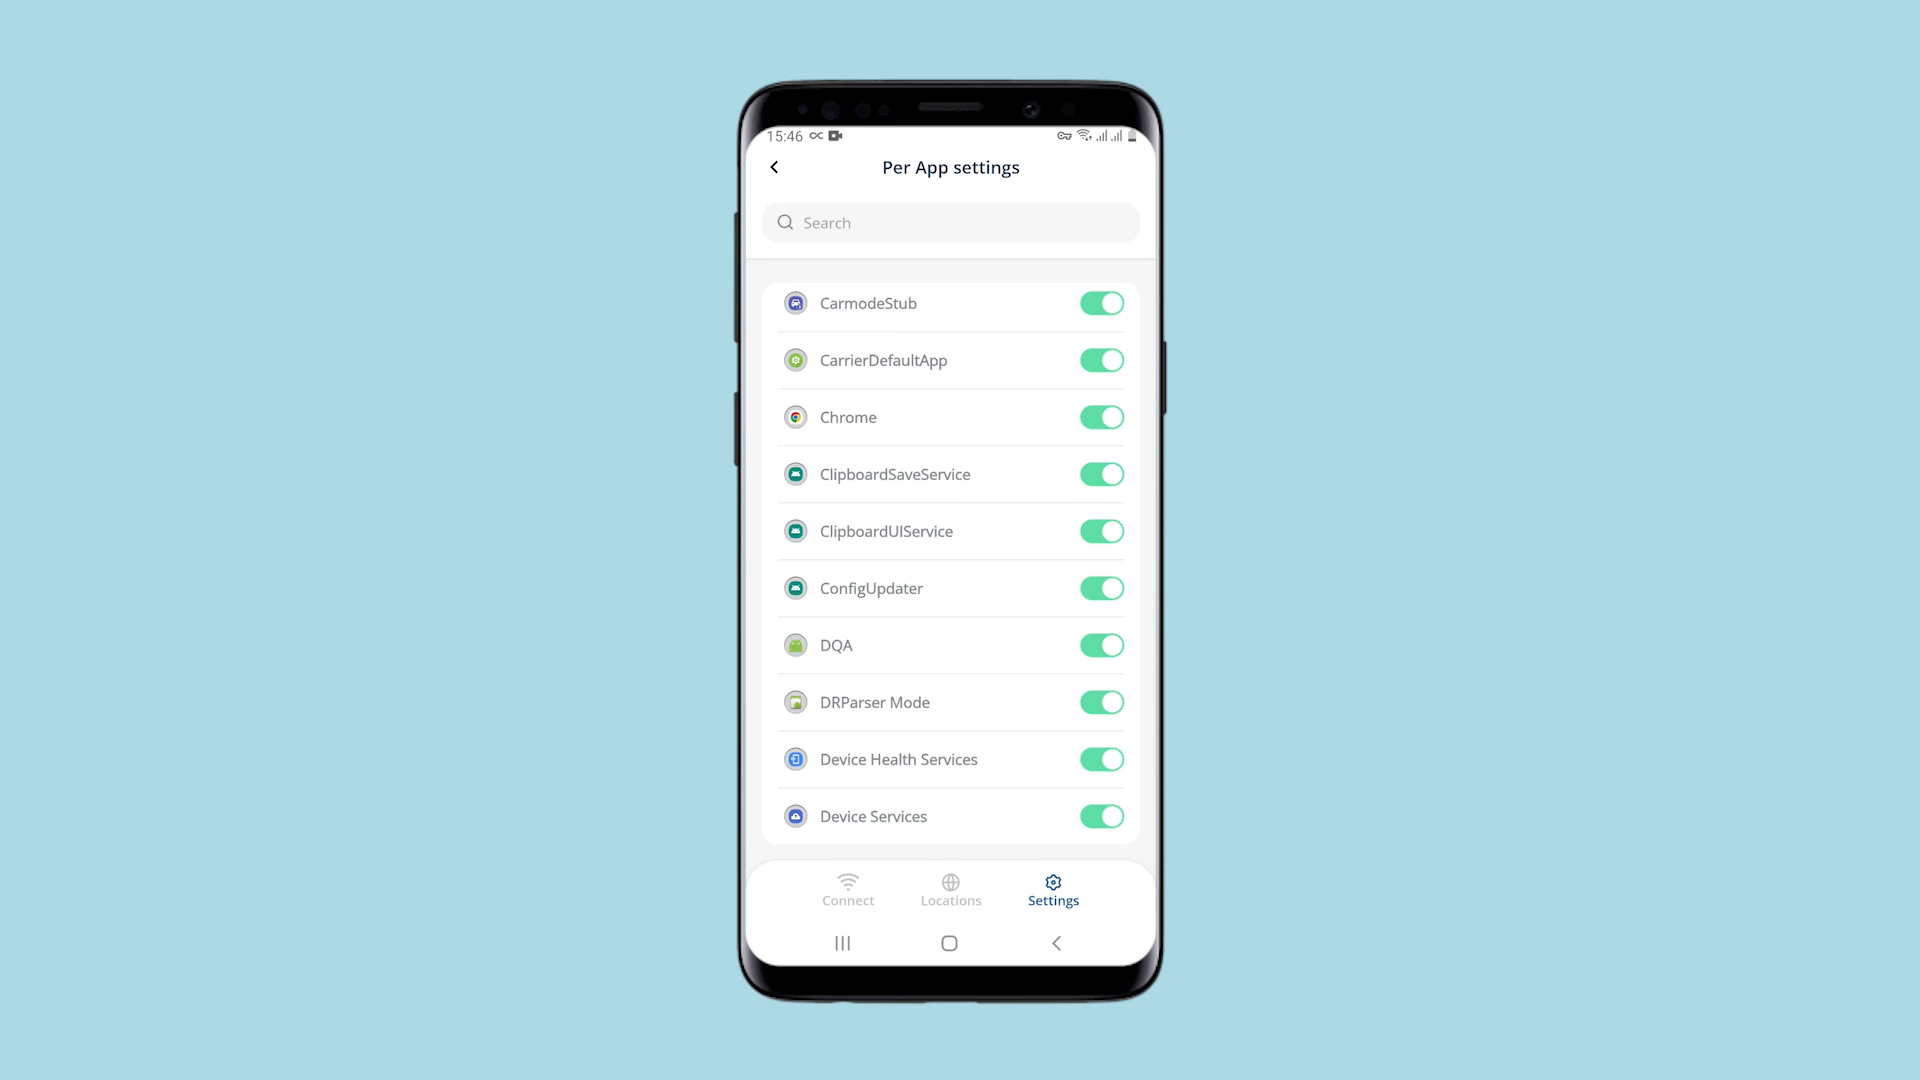 15:46
Per App settings
Search
CarmodeStub
CarrierDefaultApp
Chrome
ClipboardSaveService
ClipboardUIService
ConfigUpdater
DQA
DRParser Mode
Device Health Services
Device Services
Connect
Locations
Settings